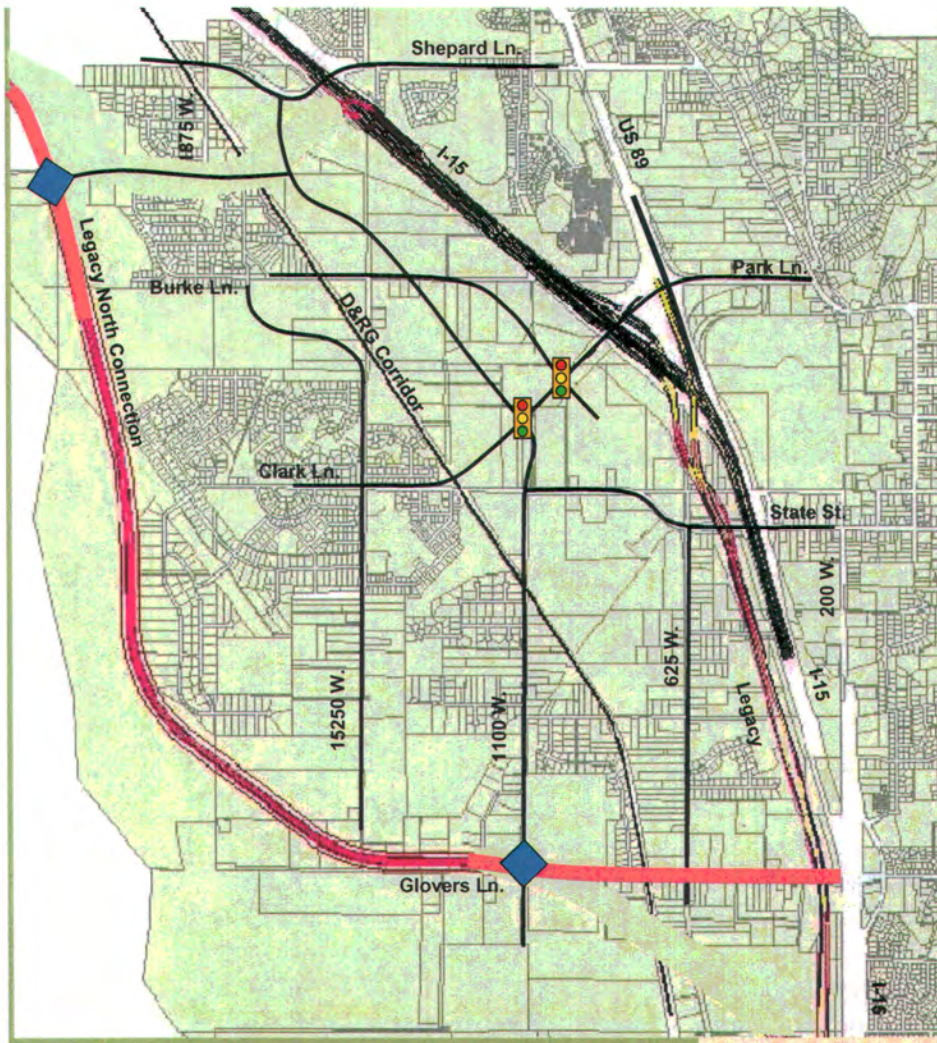 Shepard Ln.
1875 W.
US 89
I-15
Legacy North Connection
Burke Ln.
Park Ln.
D&RG Corridor
Clark Ln.
State St.
200 W.
15250 W.
1100 W.
625 W.
Legacy
I-15
Glovers Ln.
I-15